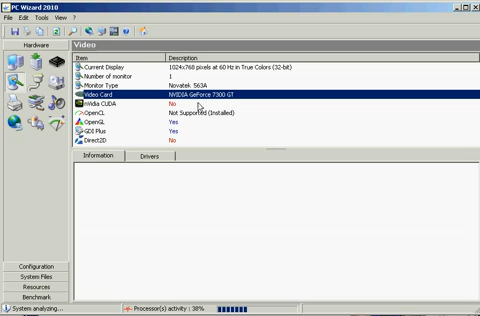 PC Wizard 2010
File Edit Tools View ?
Hardware
Video
Item Description
Current Display 1024x768 pixels at 60 Hz in True Colors (32-bit)
Number of monitor 1
Monitor Type Novatek S63A
Video Card NVIDIA GeForce 7300 GT
nVidia CUDA No
OpenCL Not Supported (Installed)
OpenGL Yes
GDI Plus Yes
Direct2D No
Information Drivers
Configuration
System Files
Resources
Benchmark
System analyzing... Processor(s) activity : 38%